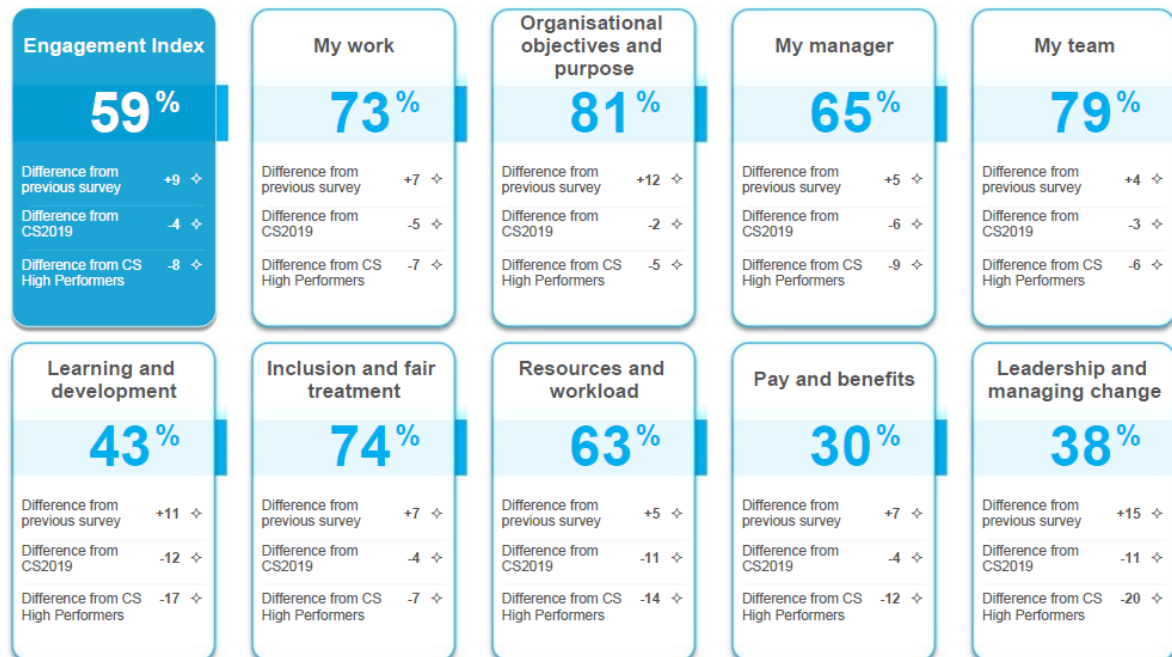 Engagement Index
59%
Difference from
previous survey +9 ✧
Difference from
CS2019 -4 ✧
Difference from CS
High Performers -8 ✧
My work
73%
Difference from
previous survey +7 ✧
Difference from
CS2019 -5 ✧
Difference from CS
High Performers -7 ✧
Organisational
objectives and
purpose
81%
Difference from
previous survey +12 ✧
Difference from
CS2019 -2 ✧
Difference from CS
High Performers -5 ✧
My manager
65%
Difference from
previous survey +5 ✧
Difference from
CS2019 -6 ✧
Difference from CS
High Performers -9 ✧
My team
79%
Difference from
previous survey +4 ✧
Difference from
CS2019 -3 ✧
Difference from CS
High Performers -6 ✧
Learning and
development
43%
Difference from
previous survey +11 ✧
Difference from
CS2019 -12 ✧
Difference from CS
High Performers -17 ✧
Inclusion and fair
treatment
74%
Difference from
previous survey +7 ✧
Difference from
CS2019 -4 ✧
Difference from CS
High Performers -7 ✧
Resources and
workload
63%
Difference from
previous survey +5 ✧
Difference from
CS2019 -11 ✧
Difference from CS
High Performers -14 ✧
Pay and benefits
30%
Difference from
previous survey +7 ✧
Difference from
CS2019 -4 ✧
Difference from CS
High Performers -12 ✧
Leadership and
managing change
38%
Difference from
previous survey +15 ✧
Difference from
CS2019 -11 ✧
Difference from CS
High Performers -20 ✧